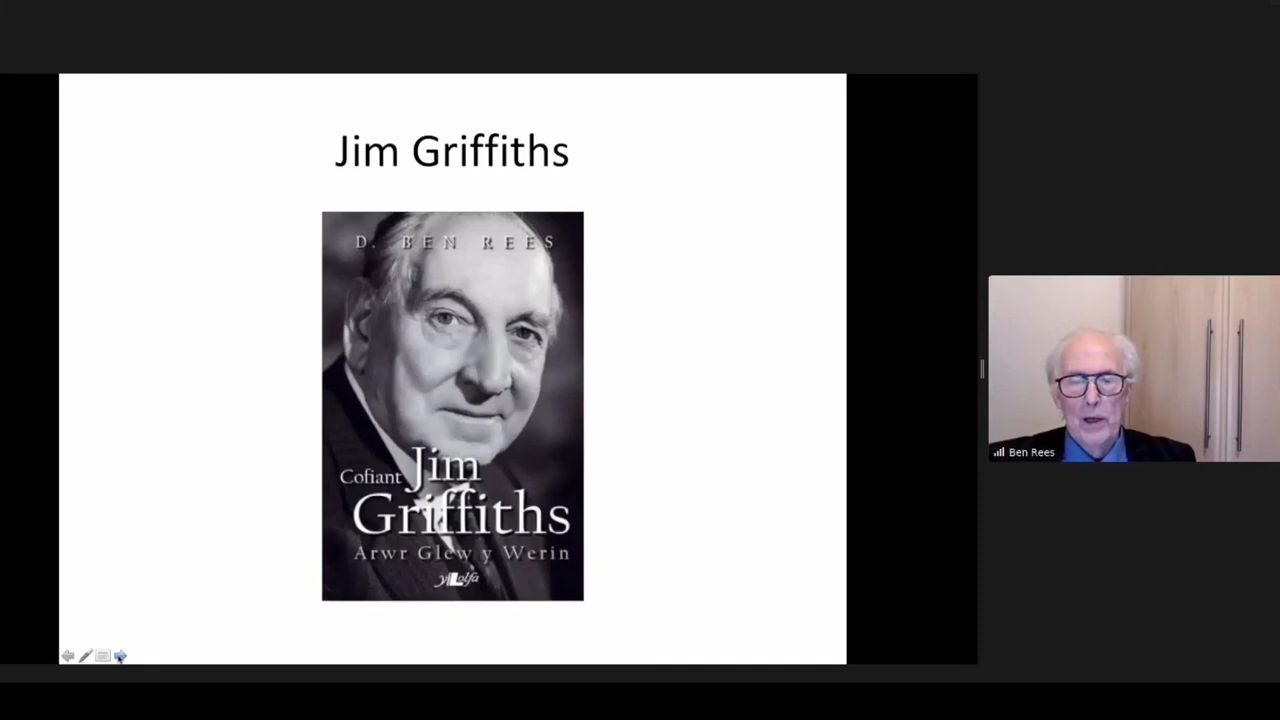 Jim Griffiths
D. BEN REES
Cofiant Jim
Griffiths
Arwr Glew y Werin
y Lolfa
Ben Rees